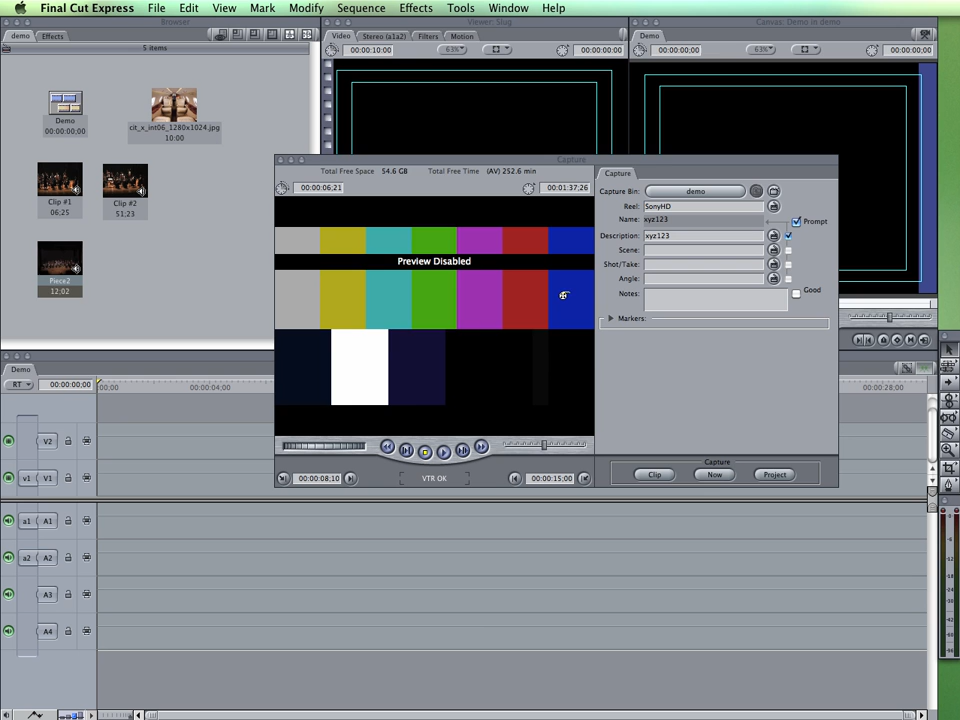 Final Cut Express File Edit View Mark Modify Sequence Effects Tools Window Help
Browser
Viewer: Slug
Canvas: Demo in demo
demo Effects
Video Stereo (a1a2) Filters Motion
Demo
5 items
00:00:10:00 63% 00:00:00:00
00:00:00;00 63% 00:00:00;00
Demo
00:00:00;00
cit_x_int06_1280x1024.jpg
10:00
Clip #1
06;25
Clip #2
51;23
Piece2
12;02
Capture
Total Free Space 54.6 GB Total Free Time (AV) 252.6 min
00:00:06;21 00:01:37;26
Preview Disabled
VTR OK
00:00:08;10 00:00:15;00
Capture
Capture Bin: demo
Reel: SonyHD
Name: xyz123
Prompt
Description: xyz123
Scene:
Shot/Take:
Angle:
Notes:
Good
Markers:
Capture
Clip Now Project
Demo
RT 00:00:00;00 00:00 00:00:04;00 00:00:28;00
V2
v1 V1
a1 A1
a2 A2
A3
A4